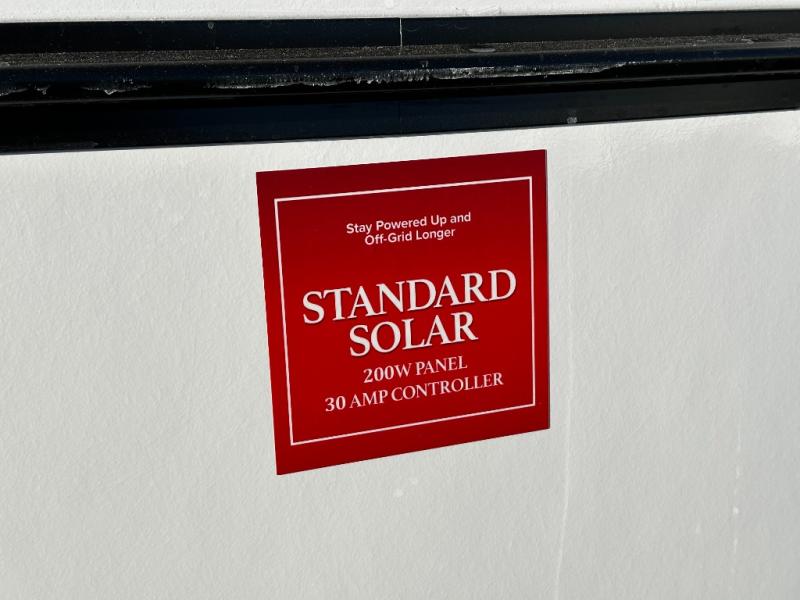 Stay Powered Up and
Off-Grid Longer
STANDARD
SOLAR
200W PANEL
30 AMP CONTROLLER